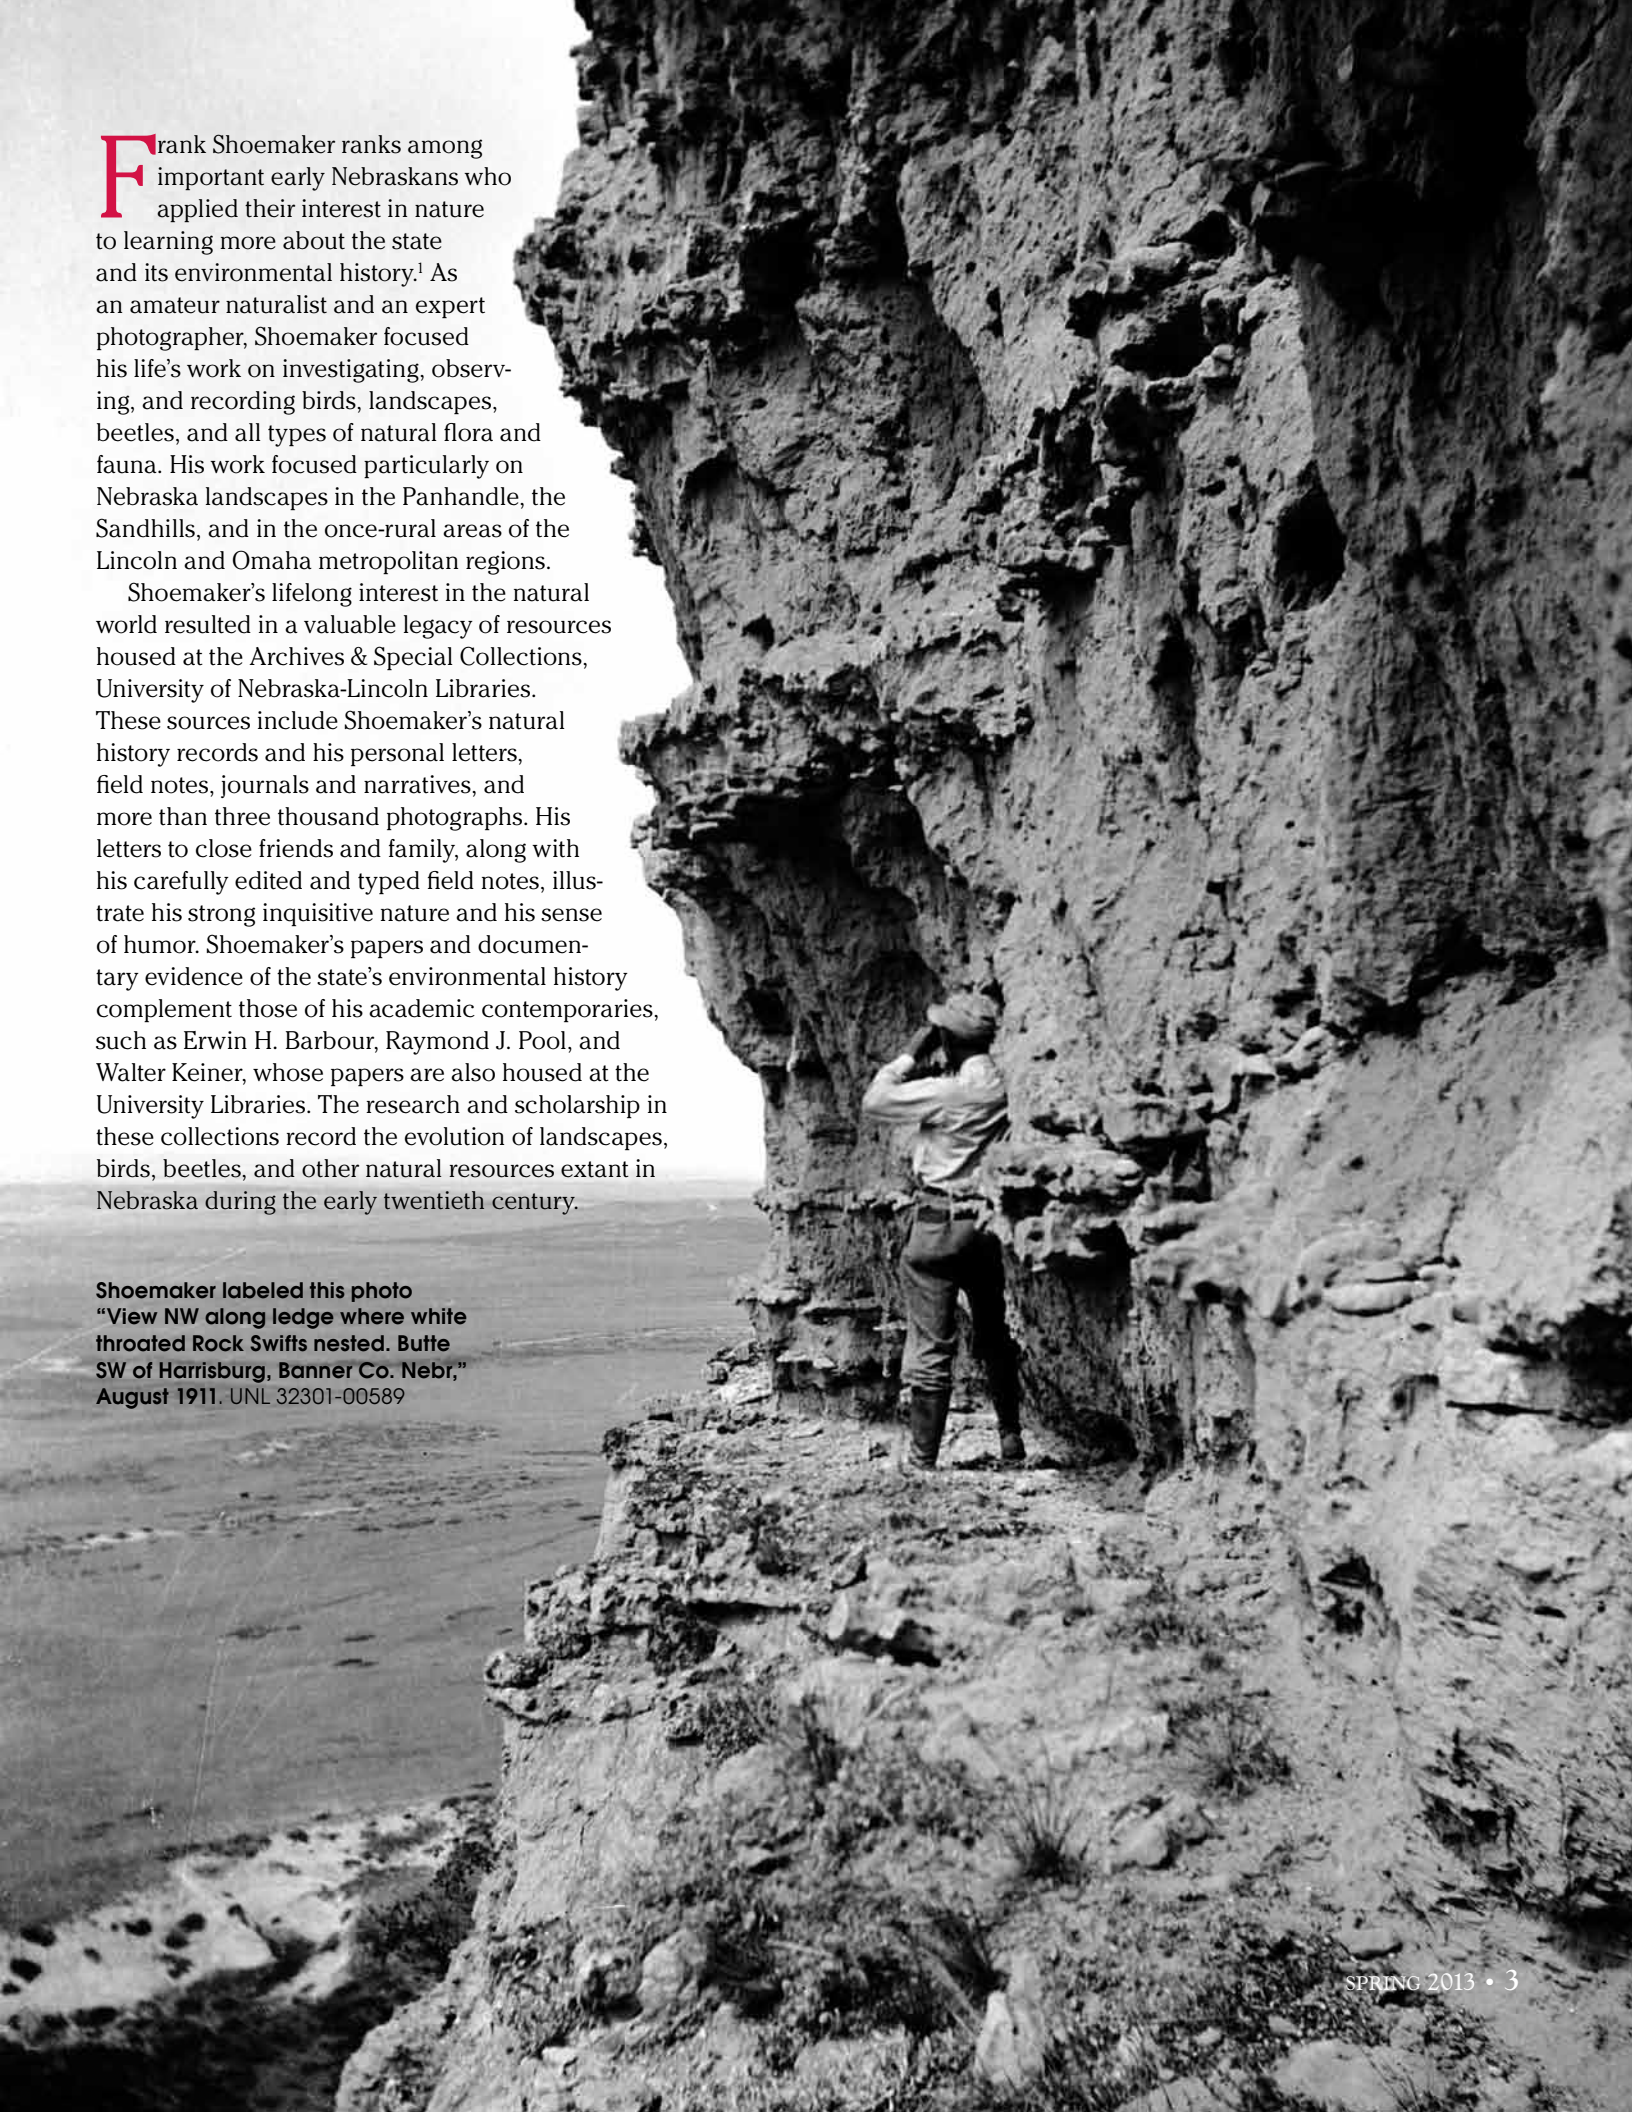 Frank Shoemaker ranks among
important early Nebraskans who
applied their interest in nature
to learning more about the state
and its environmental history.¹ As
an amateur naturalist and an expert
photographer, Shoemaker focused
his life’s work on investigating, observ-
ing, and recording birds, landscapes,
beetles, and all types of natural flora and
fauna. His work focused particularly on
Nebraska landscapes in the Panhandle, the
Sandhills, and in the once-rural areas of the
Lincoln and Omaha metropolitan regions.
Shoemaker’s lifelong interest in the natural
world resulted in a valuable legacy of resources
housed at the Archives & Special Collections,
University of Nebraska-Lincoln Libraries.
These sources include Shoemaker’s natural
history records and his personal letters,
field notes, journals and narratives, and
more than three thousand photographs. His
letters to close friends and family, along with
his carefully edited and typed field notes, illus-
trate his strong inquisitive nature and his sense
of humor. Shoemaker’s papers and documen-
tary evidence of the state’s environmental history
complement those of his academic contemporaries,
such as Erwin H. Barbour, Raymond J. Pool, and
Walter Keiner, whose papers are also housed at the
University Libraries. The research and scholarship in
these collections record the evolution of landscapes,
birds, beetles, and other natural resources extant in
Nebraska during the early twentieth century.
Shoemaker labeled this photo
“View NW along ledge where white
throated Rock Swifts nested. Butte
SW of Harrisburg, Banner Co. Nebr,”
August 1911. UNL 32301-00589
SPRING 2013 • 3